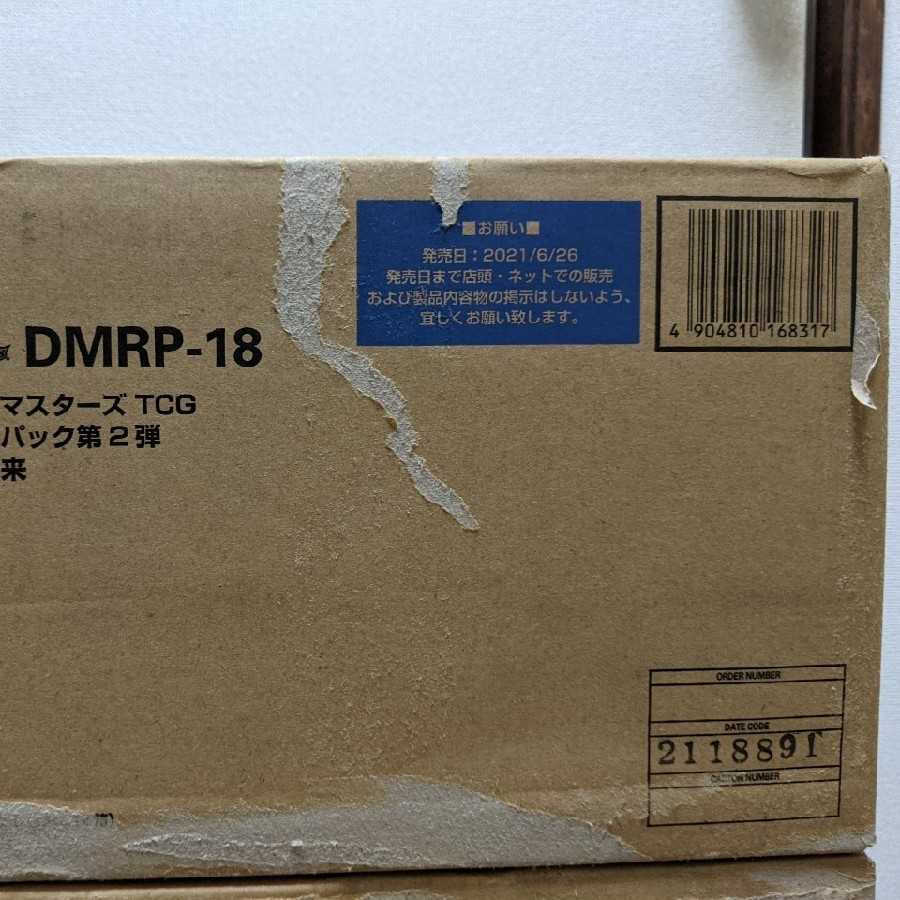 ■お願い■
発売日：2021/6/26
発売日まで店頭・ネットでの販売
および製品内容物の掲示はしないよう、
宜しくお願い致します。
4 904810 168317
DMRP-18
マスターズ TCG
パック第2弾
来
ORDER NUMBER
DATE CODE
2118891
CARTON NUMBER